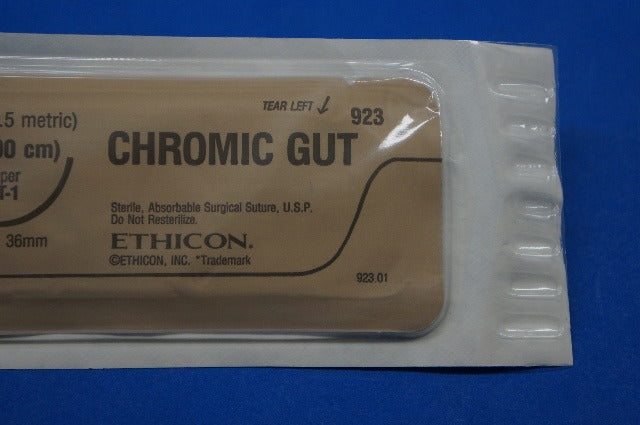 TEAR LEFT
923
.5 metric)
00 cm)
CHROMIC GUT
per
T-1
Sterile, Absorbable Surgical Suture, U.S.P.
Do Not Resterilize.
36mm
ETHICON.
©ETHICON, INC. *Trademark
923.01